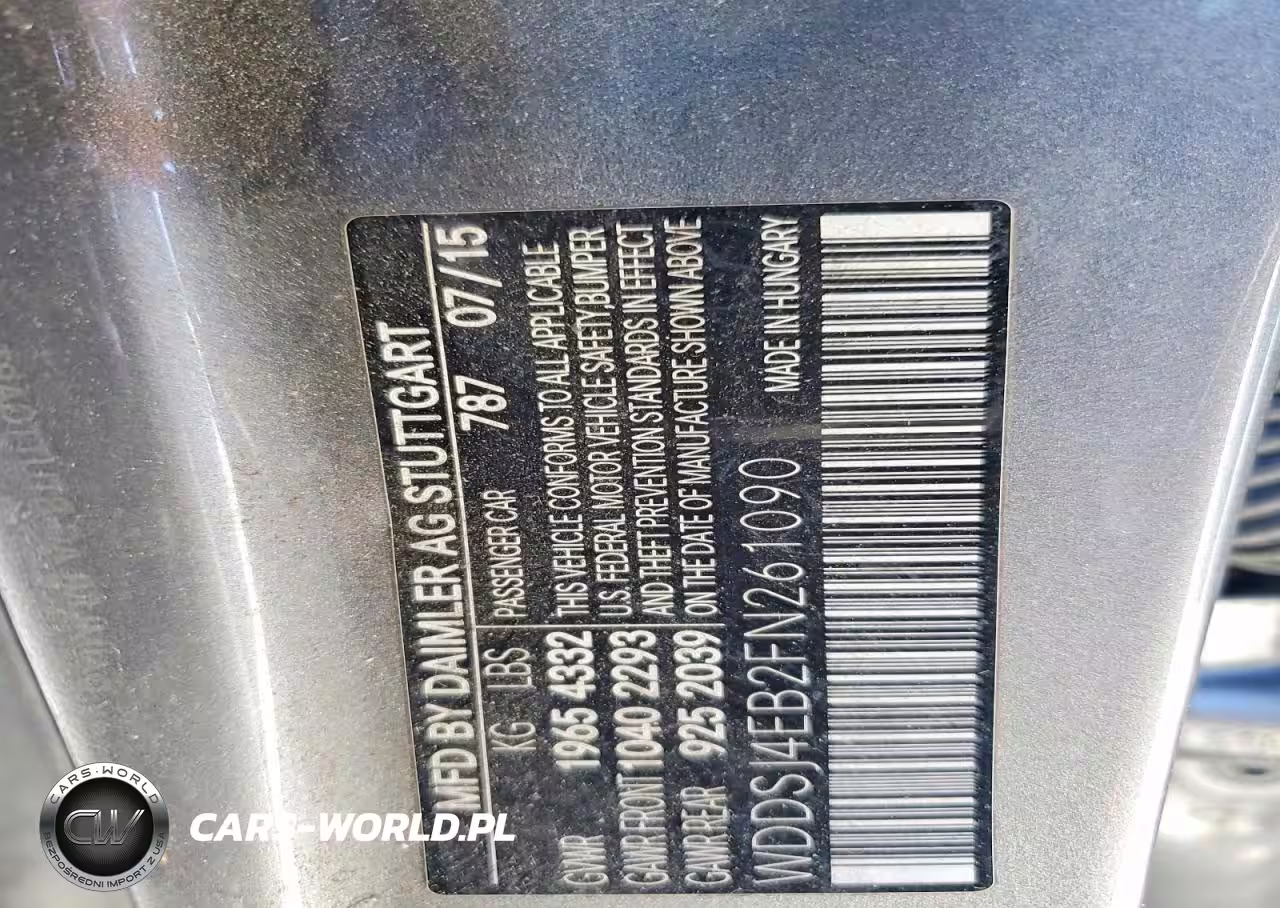 MFD BY DAIMLER AG STUTTGART
787 07/15
KG LBS PASSENGER CAR
GVWR 1965 4332 THIS VEHICLE CONFORMS TO ALL APPLICABLE
GAWR FRONT 1040 2293 U.S. FEDERAL MOTOR VEHICLE SAFETY, BUMPER
AND THEFT PREVENTION STANDARDS IN EFFECT
GAWR REAR 925 2039 ON THE DATE OF MANUFACTURE SHOWN ABOVE
WDDSJ4EB2FN261090 MADE IN HUNGARY
CARS-WORLD
CW
BEZPOŚREDNI IMPORT Z USA
CARS-WORLD.PL